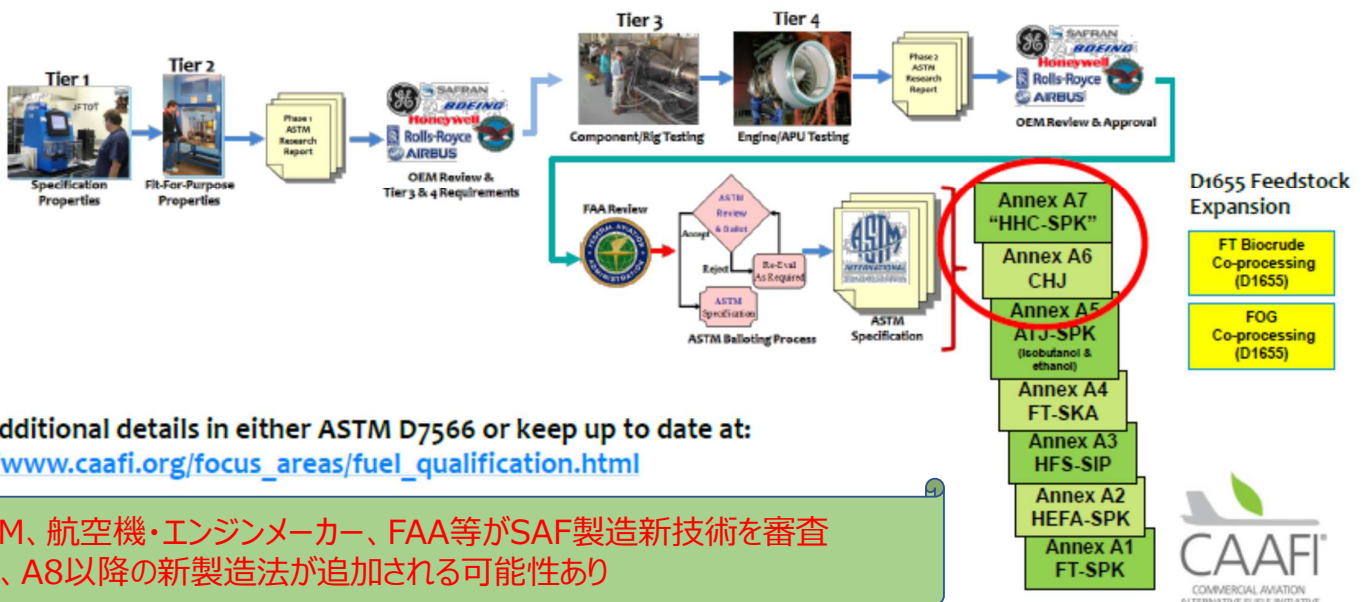 Tier 1
JFTOT
Specification
Properties
Tier 2
Fit-For-Purpose
Properties
Phase 1
ASTM
Research
Report
SAFRAN
BOEING
Honeywell
Rolls-Royce
AIRBUS
OEM Review &
Tier 3 & 4 Requirements
Tier 3
Component/Rig Testing
Tier 4
Engine/APU Testing
Phase 2
ASTM
Research
Report
SAFRAN
BOEING
Honeywell
Rolls-Royce
AIRBUS
OEM Review & Approval
FAA Review
FEDERAL AVIATION
ADMINISTRATION
ASTM
Review
& Ballot
Accept
Reject
Re-Eval
As Required
ASTM
Specification
ASTM Balloting Process
ASTM
INTERNATIONAL
ASTM
Specification
Annex A7
“HHC-SPK”
Annex A6
CHJ
Annex A5
ATJ-SPK
(Isobutanol &
ethanol)
Annex A4
FT-SKA
Annex A3
HFS-SIP
Annex A2
HEFA-SPK
Annex A1
FT-SPK
D1655 Feedstock
Expansion
FT Biocrude
Co-processing
(D1655)
FOG
Co-processing
(D1655)
dditional details in either ASTM D7566 or keep up to date at:
/www.caafi.org/focus_areas/fuel_qualification.html
M、航空機・エンジンメーカー、FAA等がSAF製造新技術を審査
、A8以降の新製造法が追加される可能性あり
CAAFI
COMMERCIAL AVIATION
ALTERNATIVE FUELS INITIATIVE